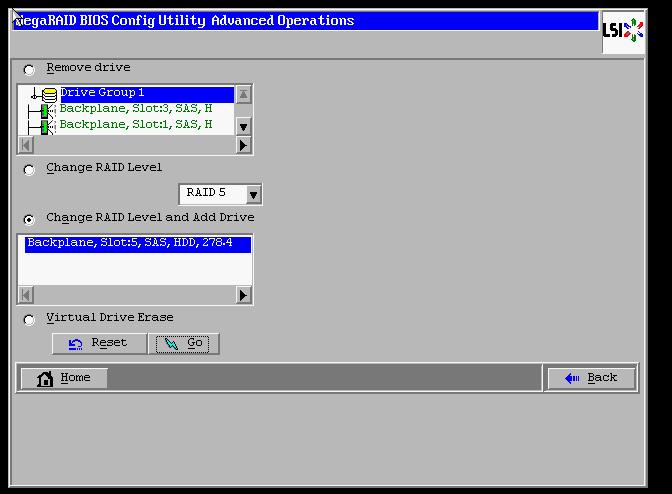 MegaRAID BIOS Config Utility Advanced Operations
LSI
Remove drive
Drive Group 1
Backplane, Slot:3, SAS, H
Backplane, Slot:1, SAS, H
Change RAID Level
RAID 5
Change RAID Level and Add Drive
Backplane, Slot:5, SAS, HDD, 278.4
Virtual Drive Erase
Reset
Go
Home
Back